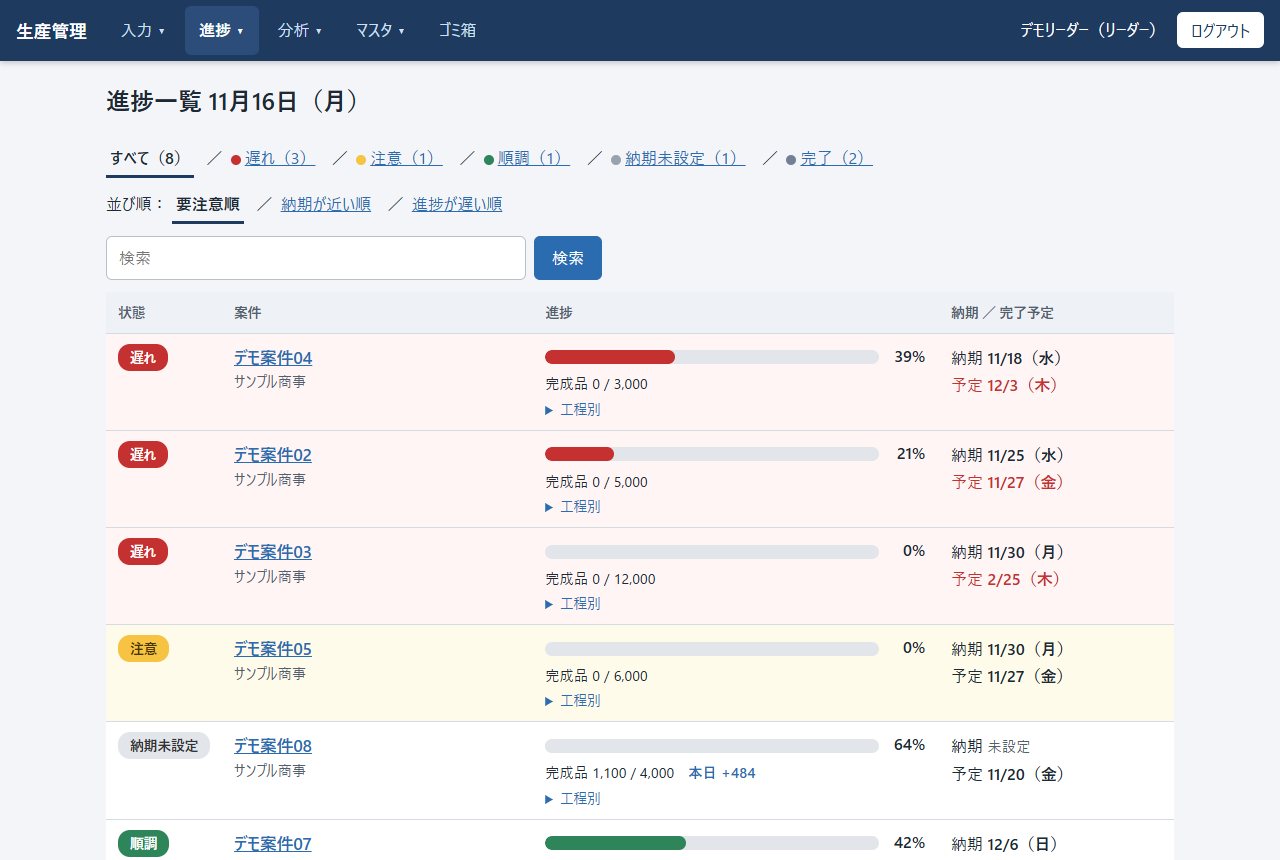 生産管理 入力 ▾ 進捗 ▾ 分析 ▾ マスタ ▾ ゴミ箱 デモリーダー（リーダー） ログアウト
進捗一覧 11月16日（月）
すべて（8） ／ 遅れ（3） ／ 注意（1） ／ 順調（1） ／ 納期未設定（1） ／ 完了（2）
並び順： 要注意順 ／ 納期が近い順 ／ 進捗が遅い順
検索 検索
状態 案件 進捗 納期 ／ 完了予定
遅れ デモ案件04 39% 納期 11/18（水）
サンプル商事 完成品 0 / 3,000 予定 12/3（木）
▶ 工程別
遅れ デモ案件02 21% 納期 11/25（水）
サンプル商事 完成品 0 / 5,000 予定 11/27（金）
▶ 工程別
遅れ デモ案件03 0% 納期 11/30（月）
サンプル商事 完成品 0 / 12,000 予定 2/25（木）
▶ 工程別
注意 デモ案件05 0% 納期 11/30（月）
サンプル商事 完成品 0 / 6,000 予定 11/27（金）
▶ 工程別
納期未設定 デモ案件08 64% 納期 未設定
サンプル商事 完成品 1,100 / 4,000 本日 +484 予定 11/20（金）
▶ 工程別
順調 デモ案件07 42% 納期 12/6（日）